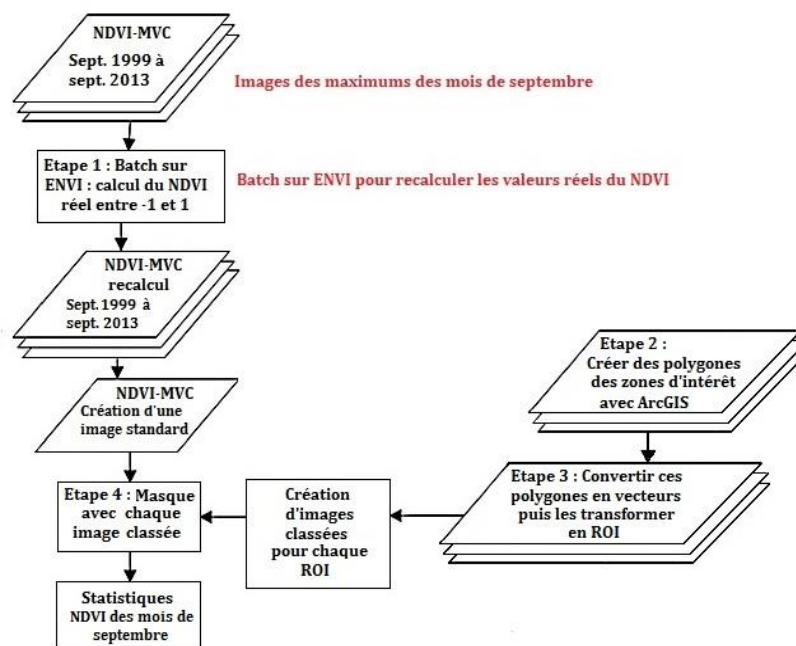 NDVI-MVC
Sept. 1999 à
sept. 2013
Images des maximums des mois de septembre
Etape 1 : Batch sur
ENVI : calcul du NDVI
réel entre -1 et 1
Batch sur ENVI pour recalculer les valeurs réels du NDVI
NDVI-MVC
recalcul
Sept. 1999 à
sept. 2013
Etape 2 :
Créer des polygones
des zones d'intérêt
avec ArcGIS
NDVI-MVC
Création d'une
image standard
Etape 3 : Convertir ces
polygones en vecteurs
puis les transformer
en ROI
Création
d'images
classées
pour chaque
ROI
Etape 4 : Masque
avec chaque
image classée
Statistiques
NDVI des mois de
septembre